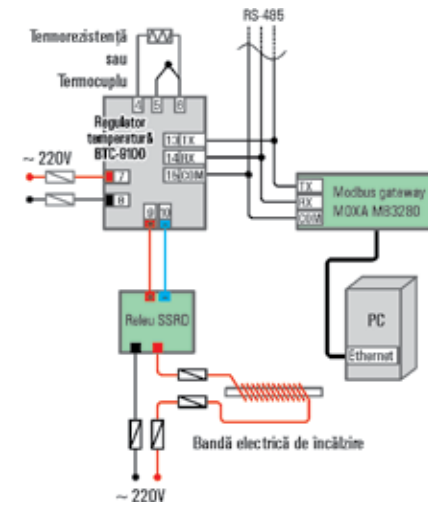 RS-485
Termorezistență
sau
Termocuplu
4 5 6
Regulator
temperatură
BTC-9100
13 TX
14 RX
15 COM
~ 220V
7
8
9 10
TX
RX
COM
Modbus gateway
MOXA MB3280
PC
Ethernet
Releu SSRD
Bandă electrică de încălzire
~ 220V